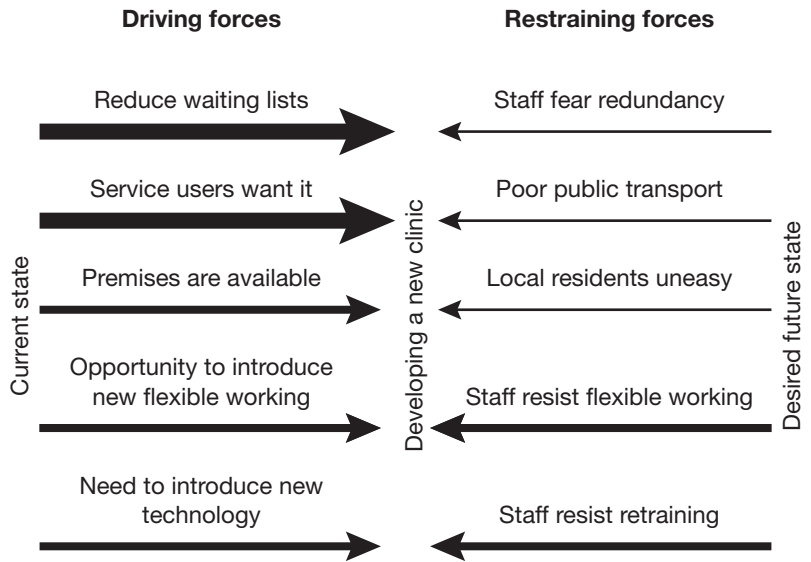 Driving forces
Restraining forces
Reduce waiting lists
Staff fear redundancy
Service users want it
Poor public transport
Premises are available
Local residents uneasy
Opportunity to introduce
new flexible working
Staff resist flexible working
Need to introduce new
technology
Staff resist retraining
Current state
Developing a new clinic
Desired future state